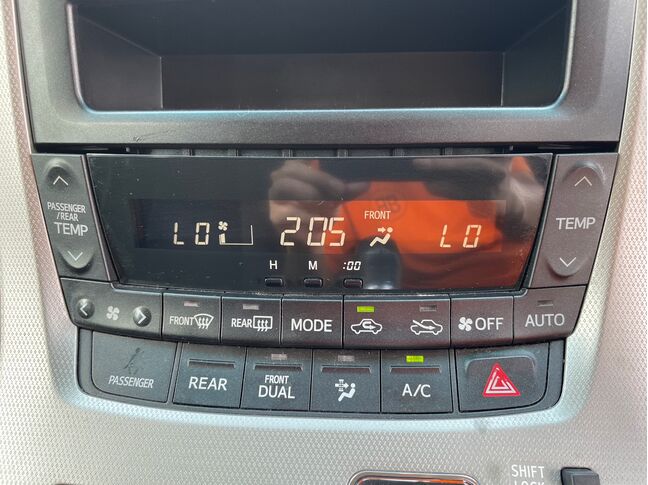 PASSENGER
/REAR
TEMP
LO
205
FRONT
LO
TEMP
H
M
:00
FRONT
REAR
MODE
OFF
AUTO
PASSENGER
REAR
FRONT
DUAL
A/C
SHIFT
LOCK